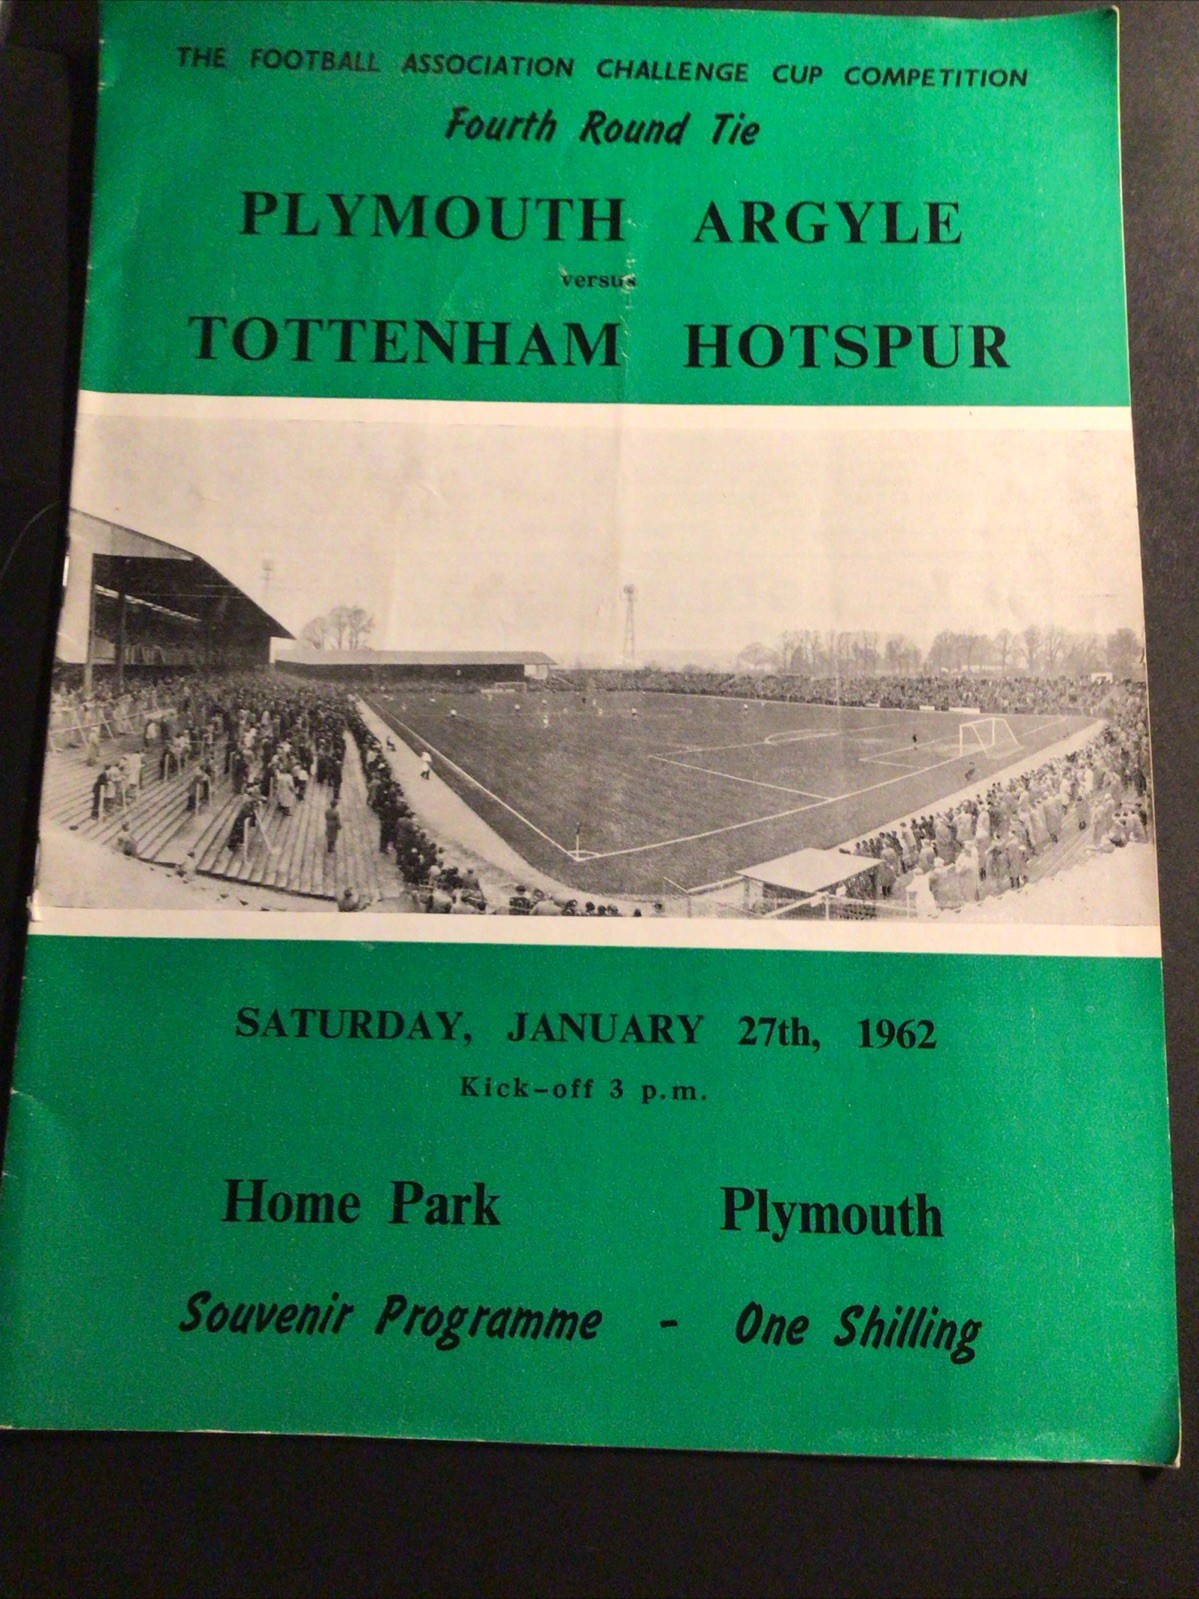 THE FOOTBALL ASSOCIATION CHALLENGE CUP COMPETITION
Fourth Round Tie
PLYMOUTH ARGYLE
versus
TOTTENHAM HOTSPUR
SATURDAY, JANUARY 27th, 1962
Kick-off 3 p.m.
Home Park Plymouth
Souvenir Programme - One Shilling